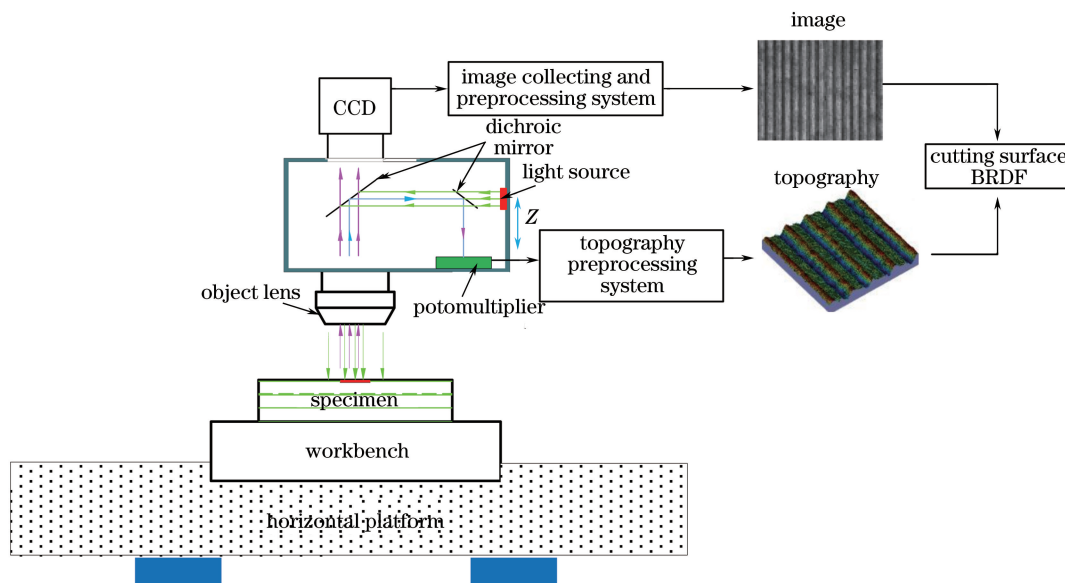 image
image collecting and
preprocessing system
CCD
dichroic
mirror
light source
cutting surface
BRDF
topography
Z
topography
preprocessing
system
object lens
potomultiplier
specimen
workbench
horizontal platform